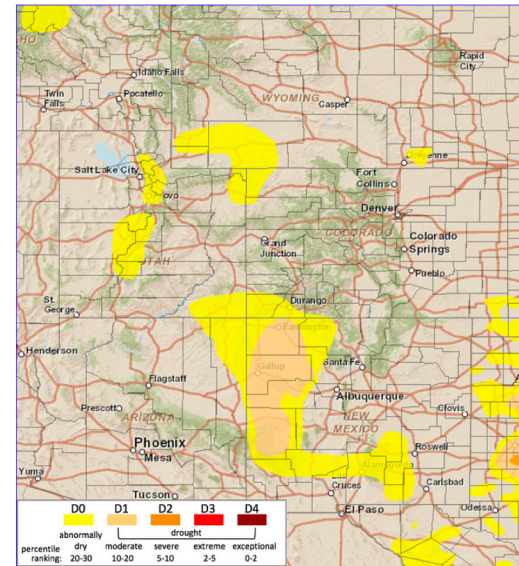 HO
Idaho Falls
Twin
Falls
Pocatello
WYOMING
Casper
Rapid
City
Salt Lake City
Provo
Cheyenne
Fort
Collins
Denver
COLORADO
Colorado
Springs
Grand
Junction
UTAH
Pueblo
St.
George
Durango
Farmington
Henderson
Gallup
Santa Fe
Flagstaff
Albuquerque
Prescott
ARIZONA
NEW
MEXICO
Clovis
Phoenix
Mesa
Roswell
Alamogordo
Yuma
Tucson
Cruces
Carlsbad
El Paso
Odessa
D0 D1 D2 D3 D4
abnormally
dry
drought
moderate severe extreme exceptional
percentile
ranking: 20-30 10-20 5-10 2-5 0-2